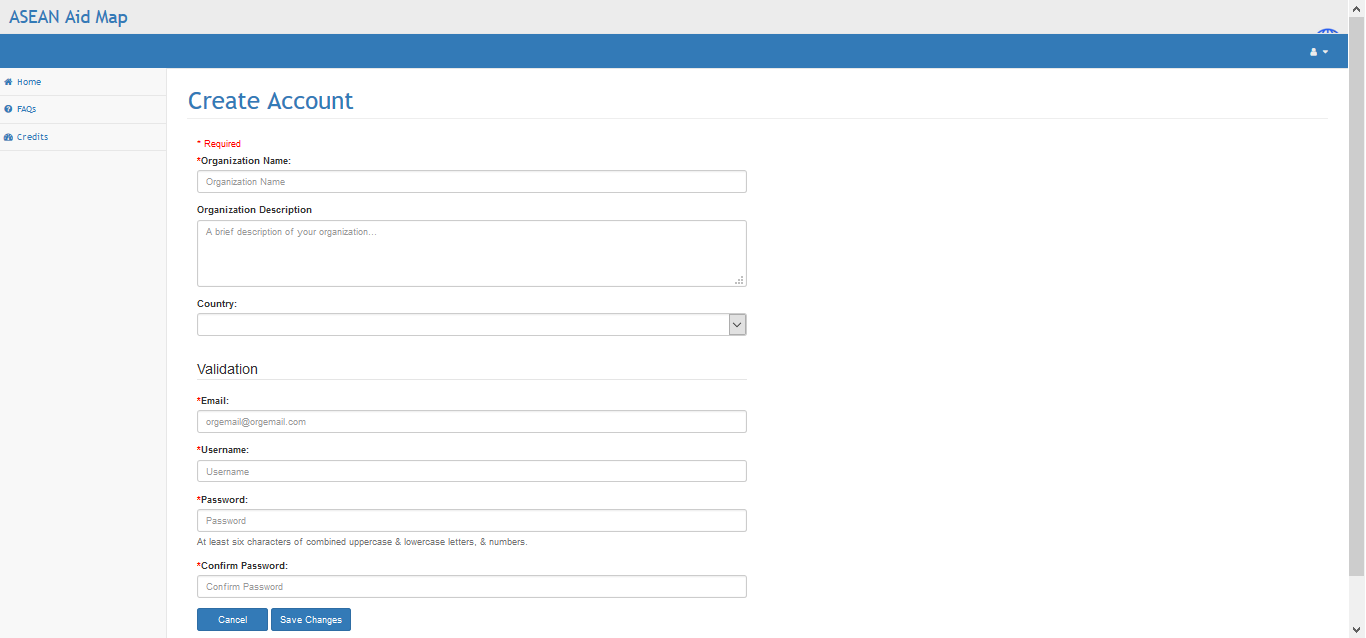 ASEAN Aid Map
Home
FAQs
Credits
Create Account
* Required
*Organization Name:
Organization Name
Organization Description
A brief description of your organization...
Country:
Validation
*Email:
orgemail@orgemail.com
*Username:
Username
*Password:
Password
At least six characters of combined uppercase & lowercase letters, & numbers.
*Confirm Password:
Confirm Password
Cancel Save Changes